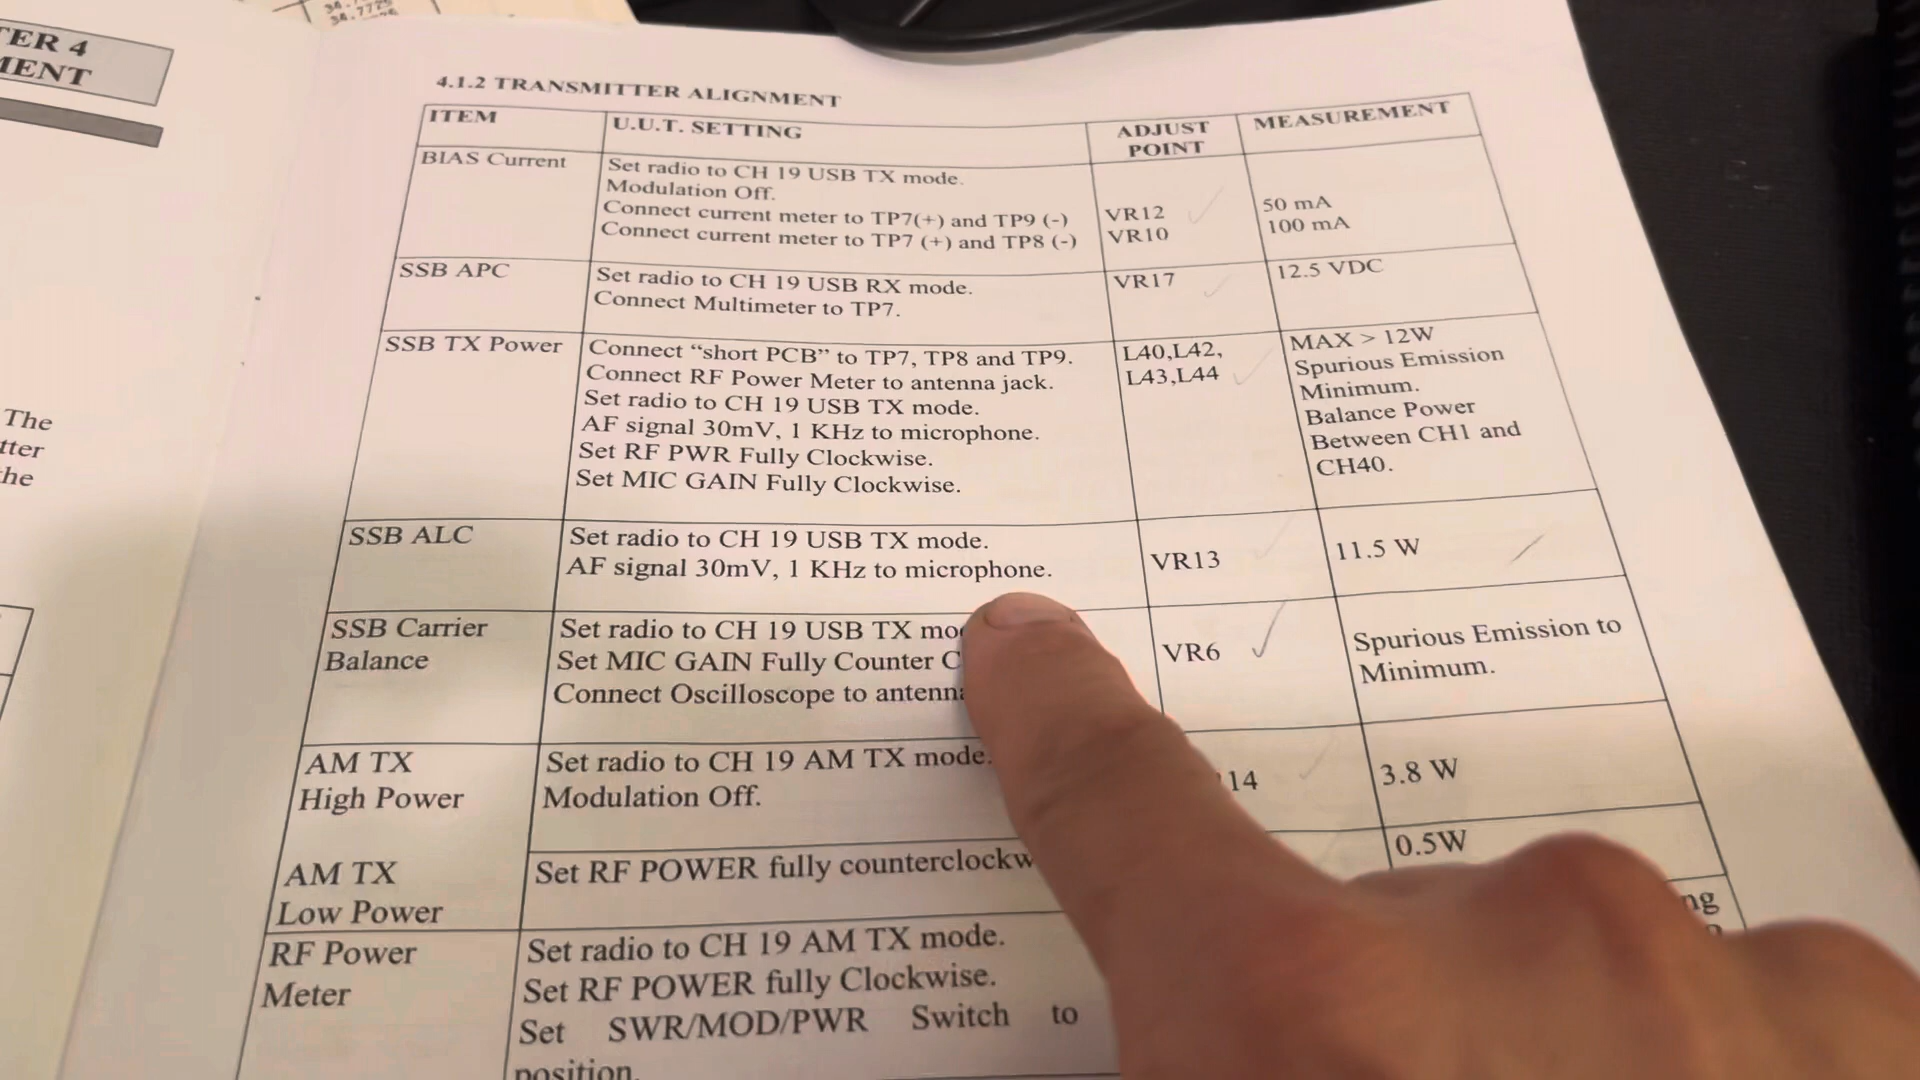 34.7775
4.1.2 TRANSMITTER ALIGNMENT
ITEM
U.U.T. SETTING
ADJUST
POINT
MEASUREMENT
BIAS Current
Set radio to CH 19 USB TX mode.
Modulation Off.
Connect current meter to TP7(+) and TP9 (-)
Connect current meter to TP7 (+) and TP8 (-)
VR12
VR10
50 mA
100 mA
SSB APC
Set radio to CH 19 USB RX mode.
Connect Multimeter to TP7.
VR17
12.5 VDC
SSB TX Power
Connect “short PCB” to TP7, TP8 and TP9.
Connect RF Power Meter to antenna jack.
Set radio to CH 19 USB TX mode.
AF signal 30mV, 1 KHz to microphone.
Set RF PWR Fully Clockwise.
Set MIC GAIN Fully Clockwise.
L40,L42,
L43,L44
MAX > 12W
Spurious Emission
Minimum.
Balance Power
Between CH1 and
CH40.
SSB ALC
Set radio to CH 19 USB TX mode.
AF signal 30mV, 1 KHz to microphone.
VR13
11.5 W
SSB Carrier
Balance
Set radio to CH 19 USB TX mo
Set MIC GAIN Fully Counter C
Connect Oscilloscope to antenna
VR6
Spurious Emission to
Minimum.
AM TX
High Power
Set radio to CH 19 AM TX mode.
Modulation Off.
14
3.8 W
AM TX
Low Power
Set RF POWER fully counterclockw
0.5W
RF Power
Meter
Set radio to CH 19 AM TX mode.
Set RF POWER fully Clockwise.
Set SWR/MOD/PWR Switch to
position.
ng
TER 4
MENT
The
tter
he